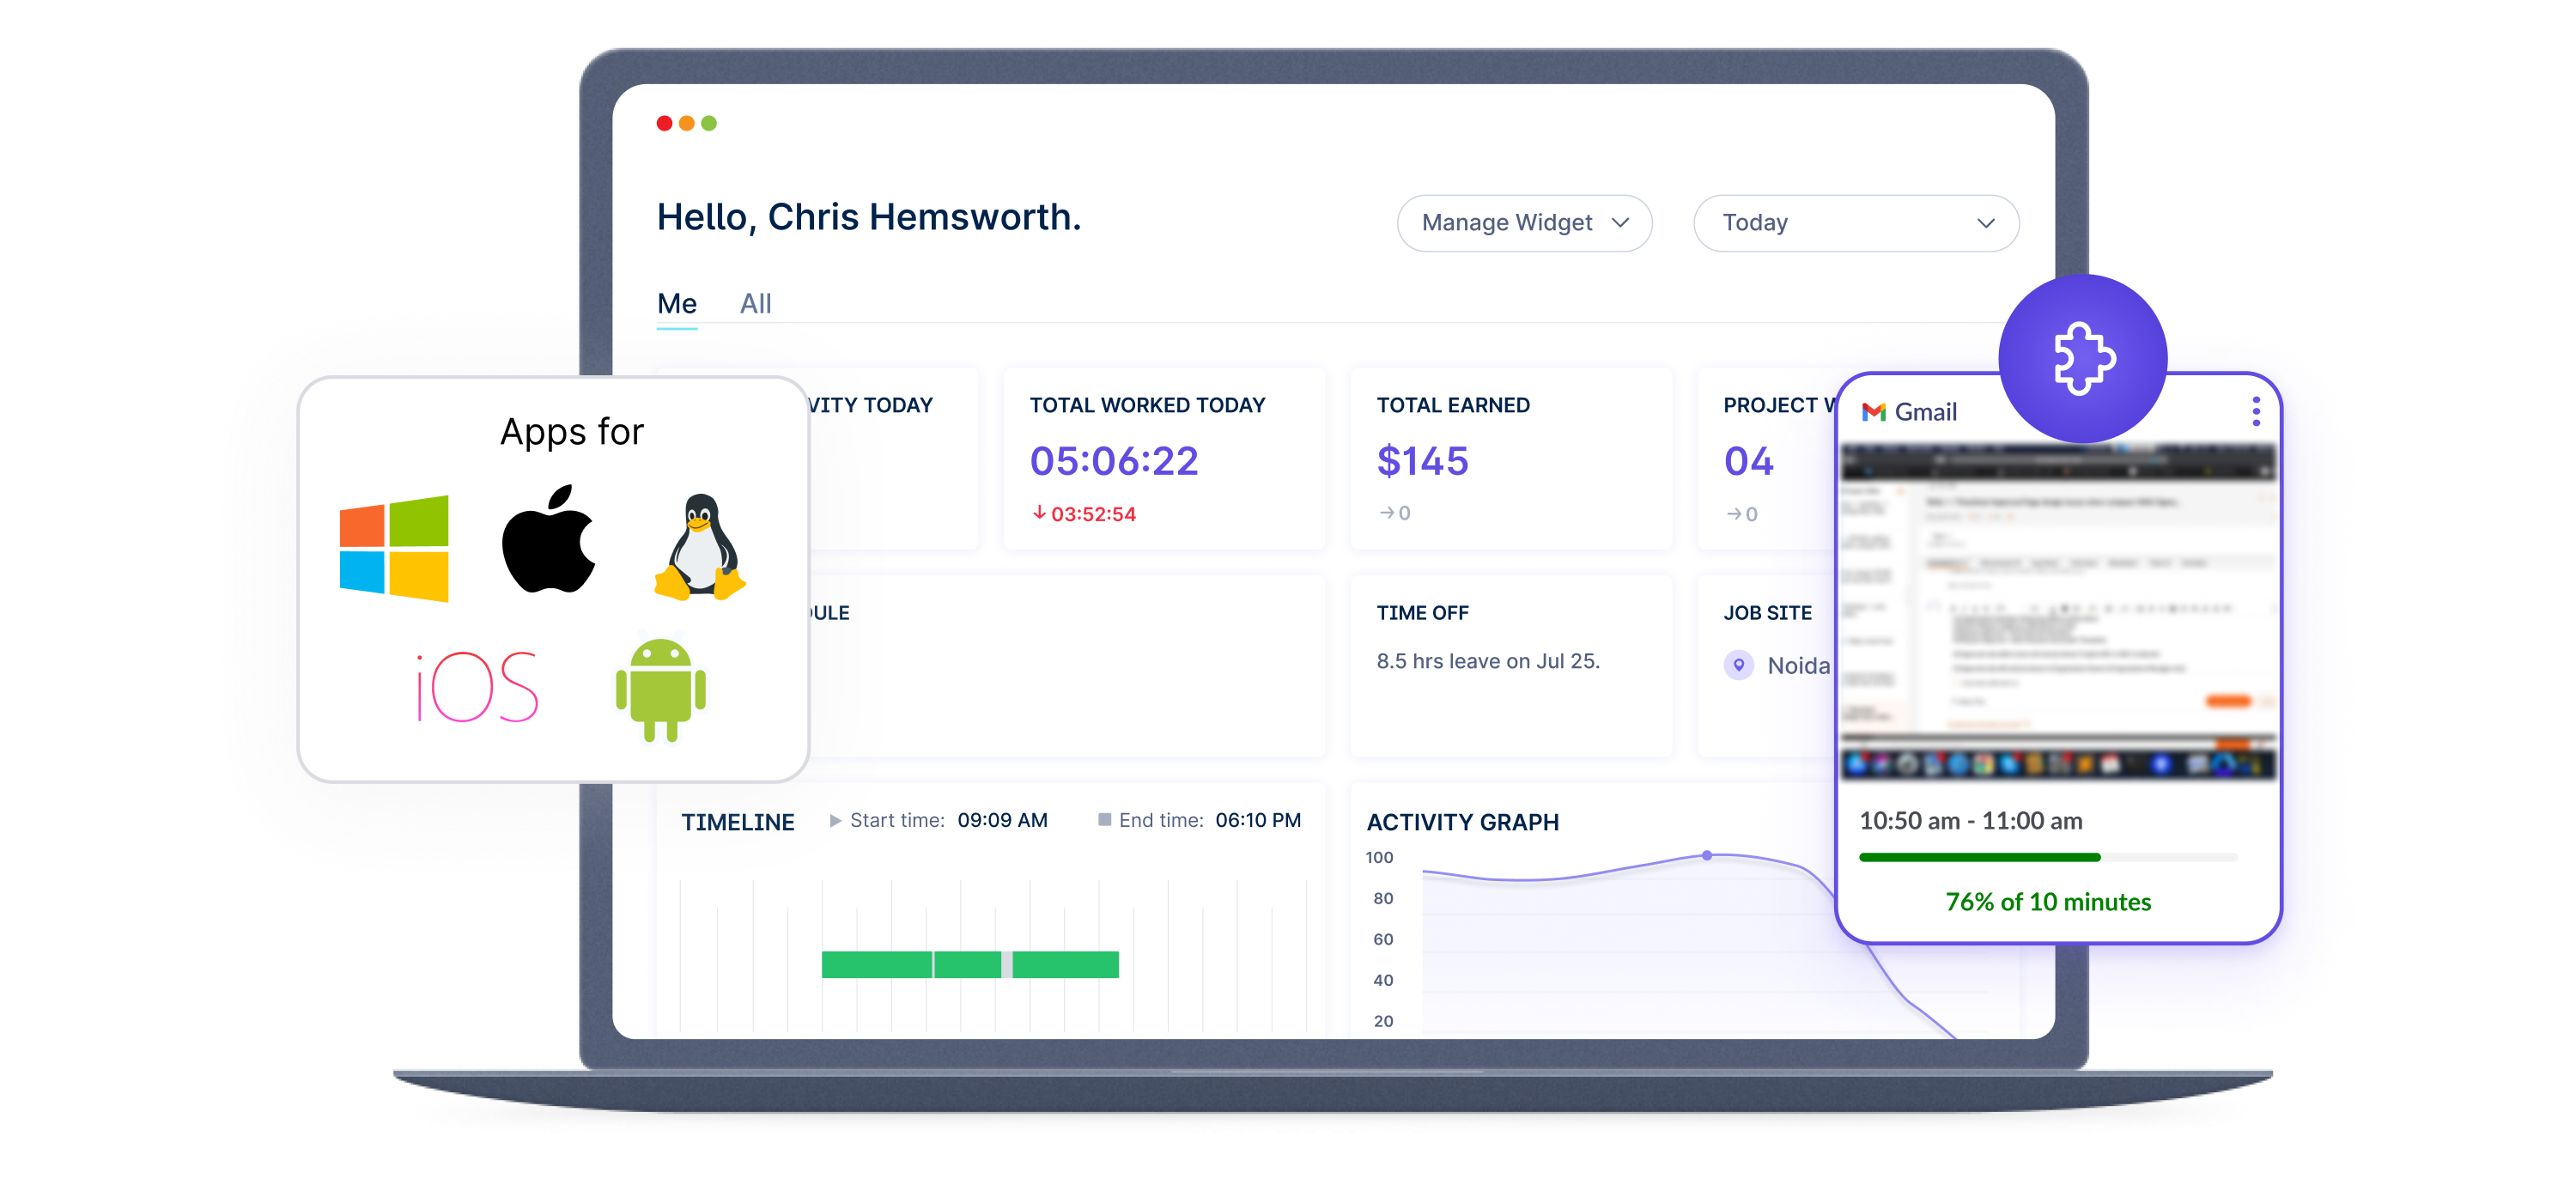 Hello, Chris Hemsworth.
Manage Widget
Today
Me
All
Apps for
iOS
VITY TODAY
TOTAL WORKED TODAY
05:06:22
03:52:54
TOTAL EARNED
$145
0
PROJECT W
04
0
Gmail
ULE
TIME OFF
8.5 hrs leave on Jul 25.
JOB SITE
Noida
TIMELINE
Start time: 09:09 AM
End time: 06:10 PM
ACTIVITY GRAPH
100
80
60
40
20
10:50 am - 11:00 am
76% of 10 minutes